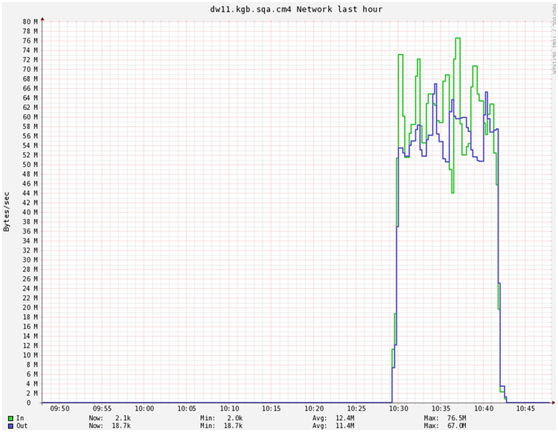 dw11.kgb.sqa.cm4 Network last hour
Bytes/sec
80 M
78 M
76 M
74 M
72 M
70 M
68 M
66 M
64 M
62 M
60 M
58 M
56 M
54 M
52 M
50 M
48 M
46 M
44 M
42 M
40 M
38 M
36 M
34 M
32 M
30 M
28 M
26 M
24 M
22 M
20 M
18 M
16 M
14 M
12 M
10 M
8 M
6 M
4 M
2 M
0
09:50 09:55 10:00 10:05 10:10 10:15 10:20 10:25 10:30 10:35 10:40 10:45
In Now: 2.1k Min: 2.0k Avg: 12.4M Max: 76.5M
Out Now: 18.7k Min: 18.7k Avg: 11.4M Max: 67.0M